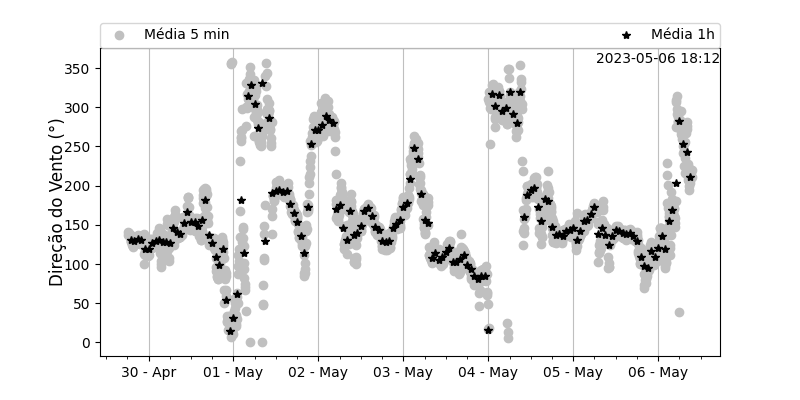 Média 5 min
Média 1h
2023-05-06 18:12
Direção do Vento (°)
350
300
250
200
150
100
50
0
30 - Apr
01 - May
02 - May
03 - May
04 - May
05 - May
06 - May